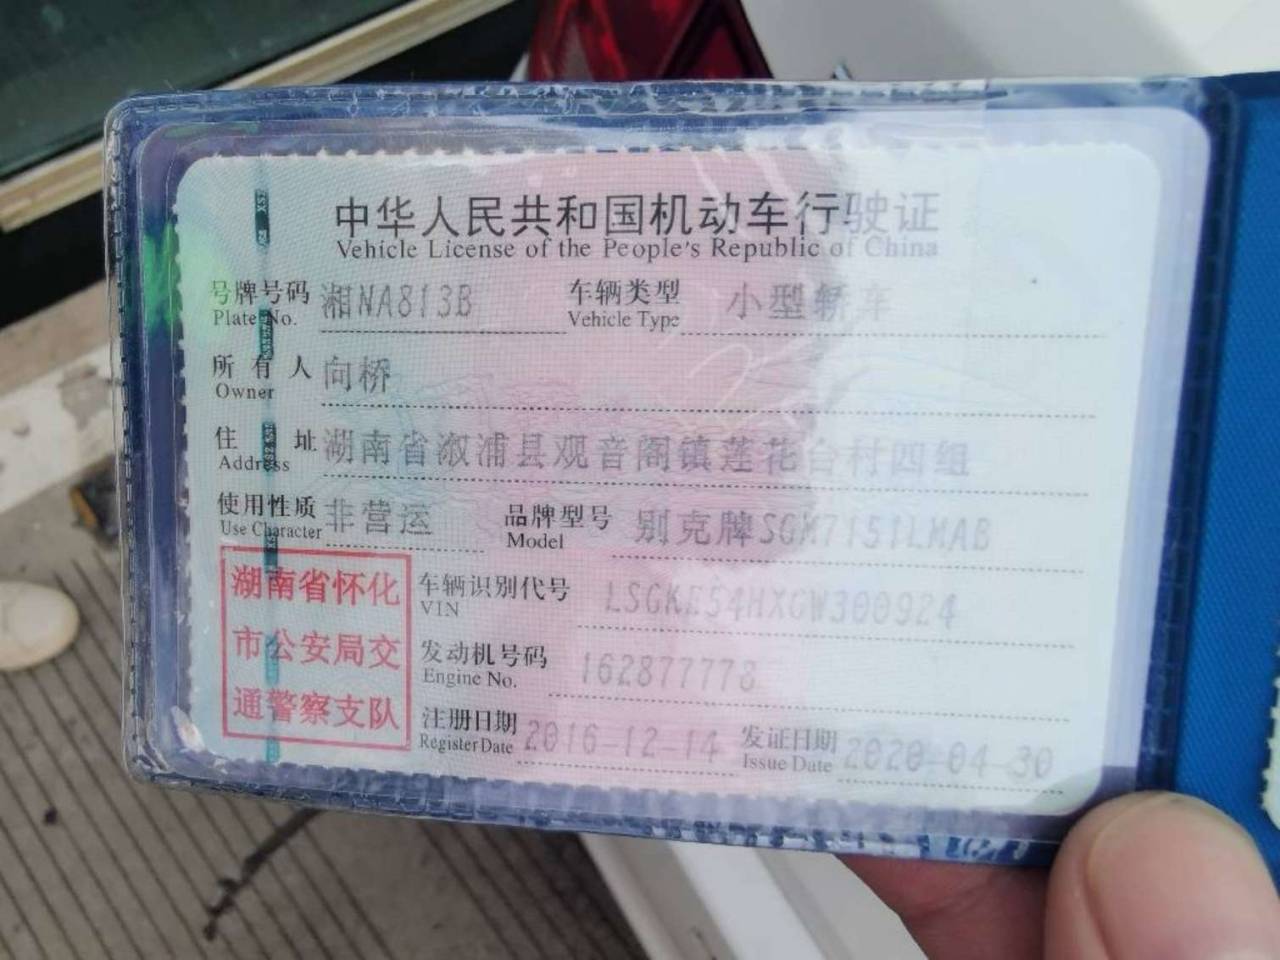 中华人民共和国机动车行驶证
Vehicle License of the People's Republic of China
号牌号码 湘NA813B 车辆类型 小型轿车
Plate No. Vehicle Type
所有人 向桥
Owner
住址 湖南省溆浦县观音阁镇莲花台村四组
Address
使用性质 非营运 品牌型号 别克牌SGM7151LMAB
Use Character Model
湖南省怀化
市公安局交
通警察支队
车辆识别代号 LSGKE54HXGW300924
VIN
发动机号码 162877778
Engine No.
注册日期 2016-12-14 发证日期 2020-04-30
Register Date Issue Date